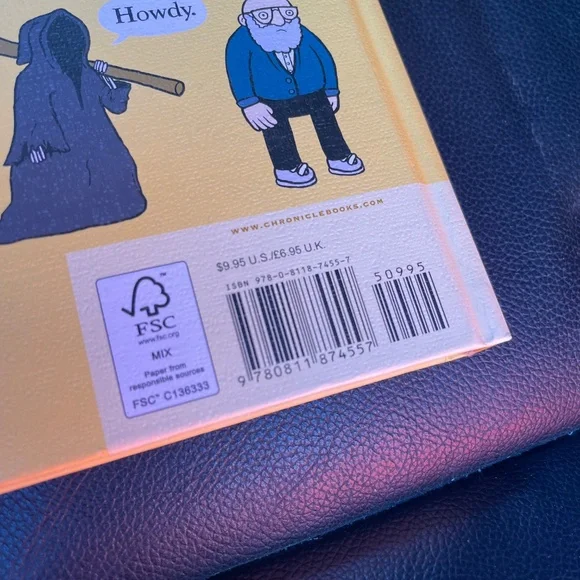 Howdy.
WWW.CHRONICLEBOOKS.COM
$9.95 U.S./£6.95 U.K.
ISBN 978-0-8118-7455-7
50995
9 780811 874557
FSC
www.fsc.org
MIX
Paper from
responsible sources
FSC™ C136333